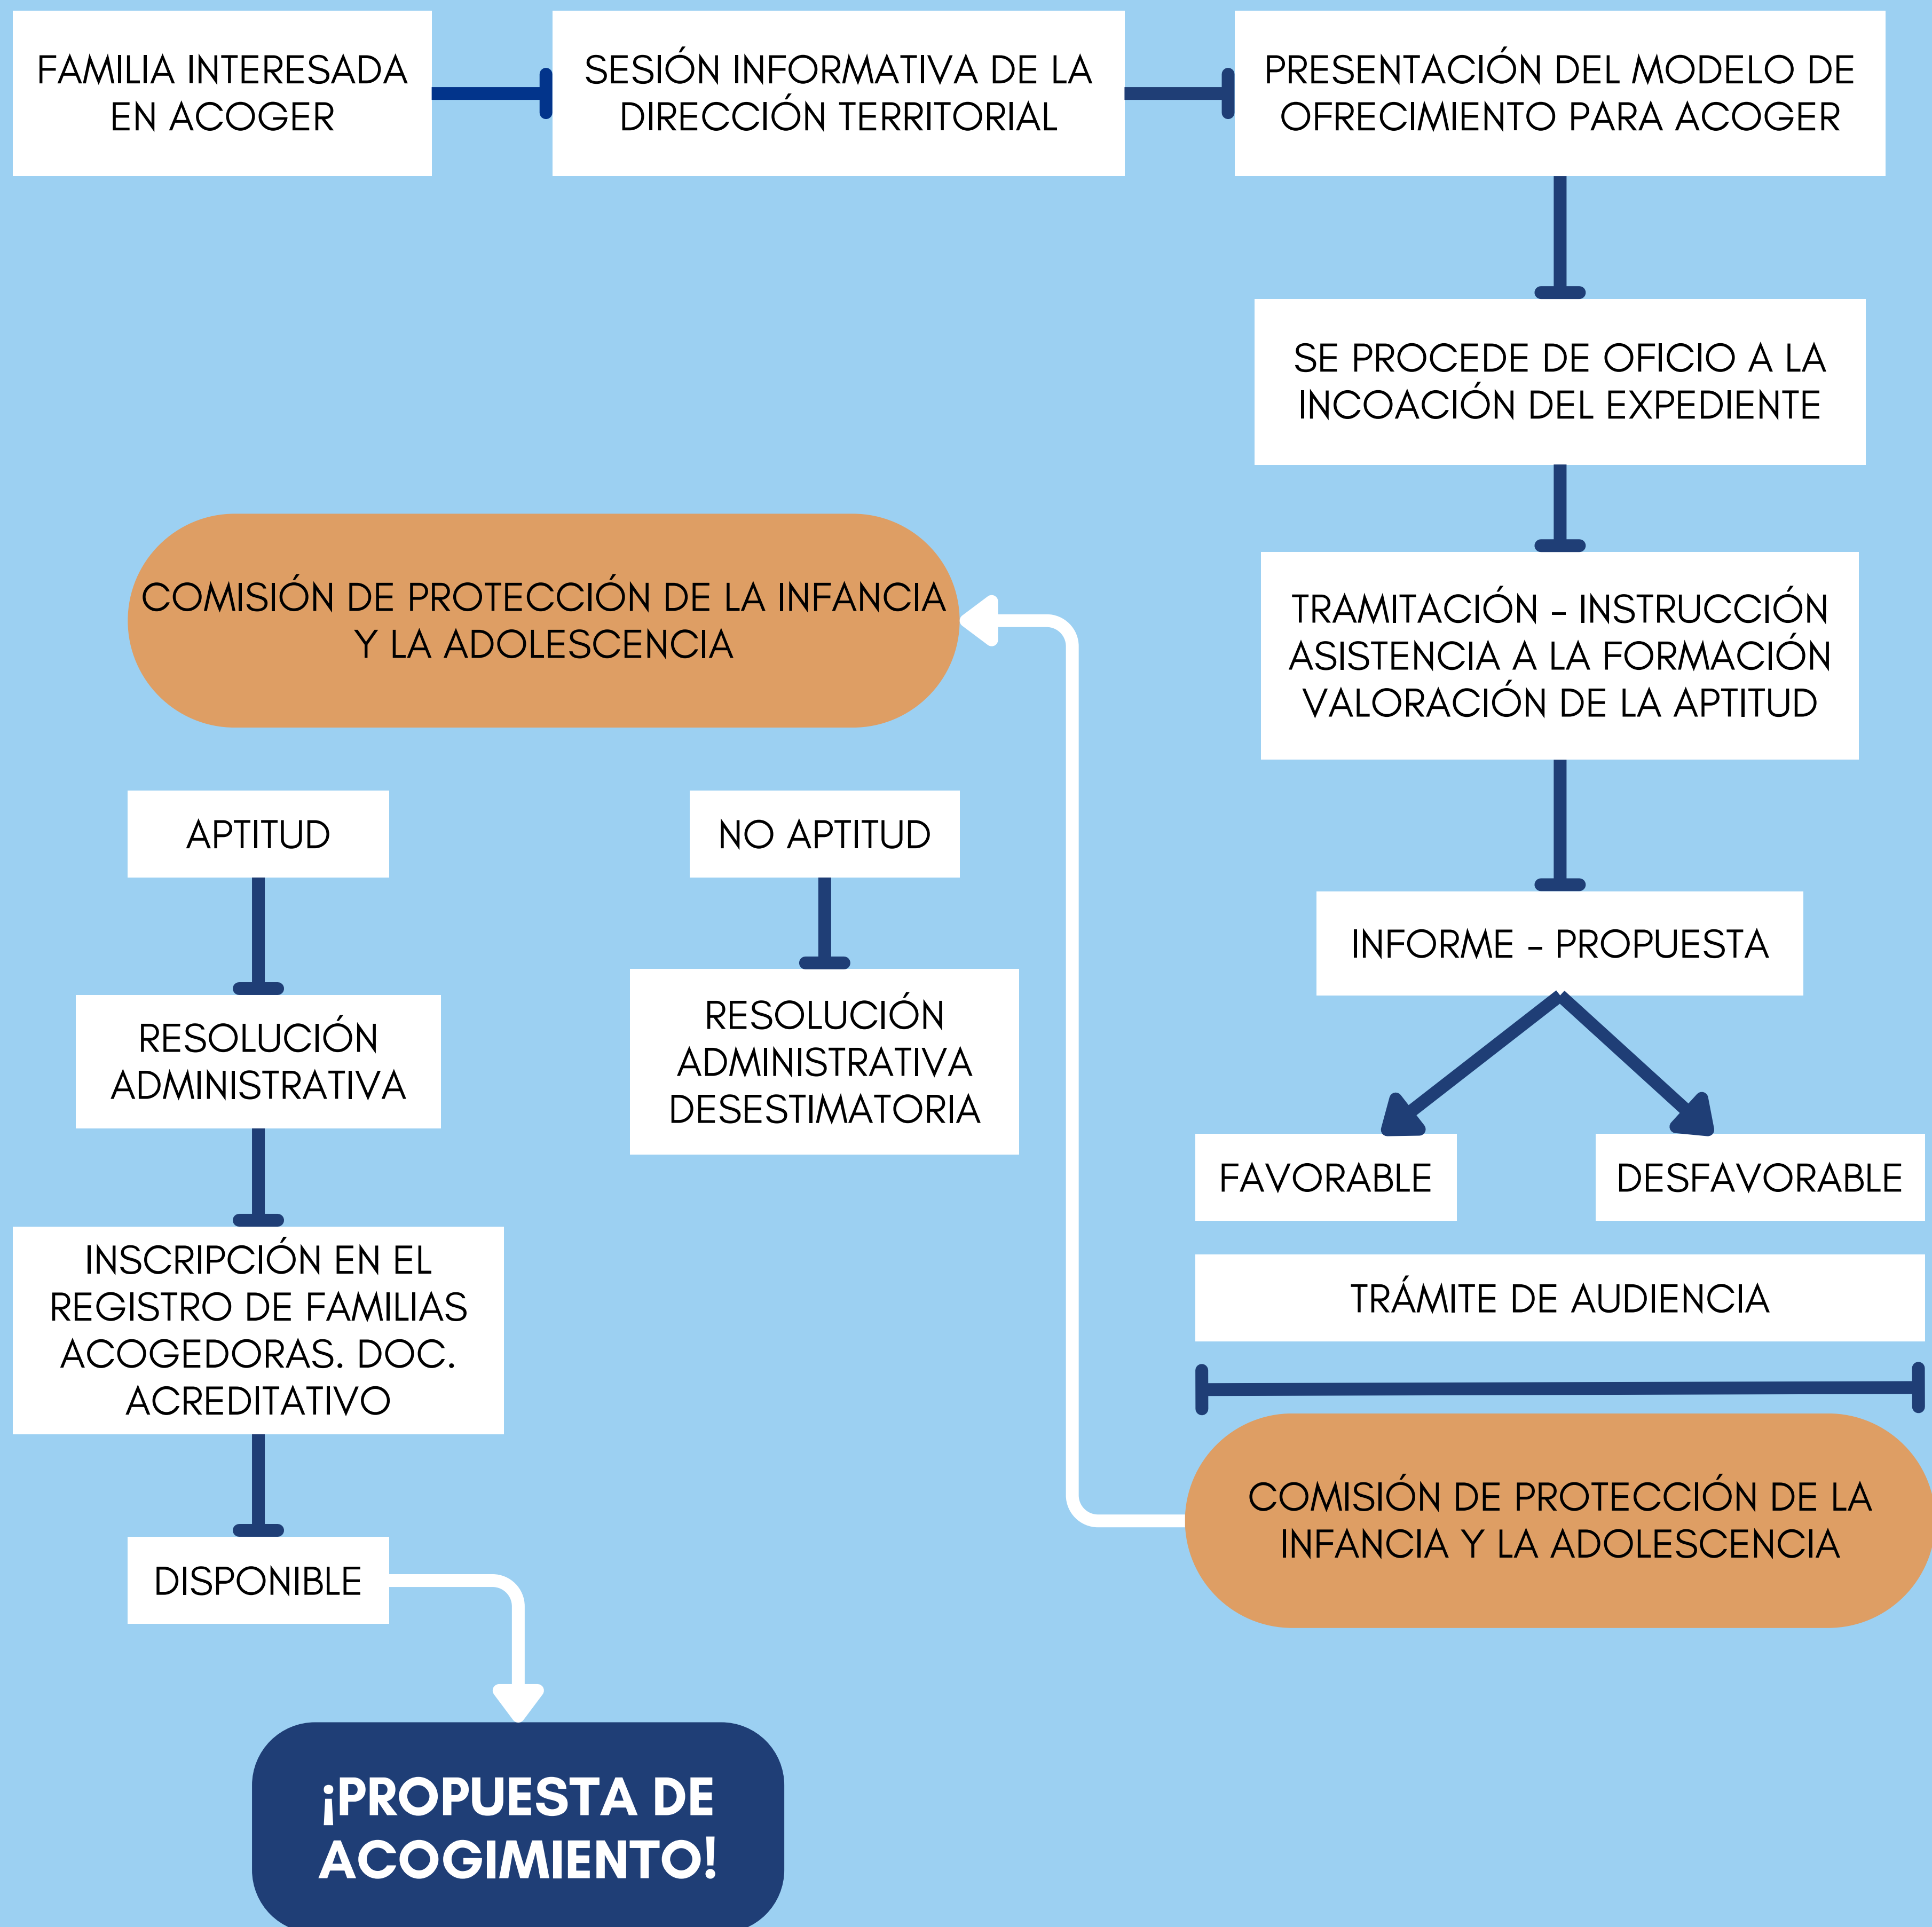 FAMILIA INTERESADA
EN ACOGER
SESIÓN INFORMATIVA DE LA
DIRECCIÓN TERRITORIAL
PRESENTACIÓN DEL MODELO DE
OFRECIMIENTO PARA ACOGER
SE PROCEDE DE OFICIO A LA
INCOACIÓN DEL EXPEDIENTE
TRAMITACIÓN - INSTRUCCIÓN
ASISTENCIA A LA FORMACIÓN
VALORACIÓN DE LA APTITUD
INFORME - PROPUESTA
FAVORABLE
DESFAVORABLE
TRÁMITE DE AUDIENCIA
COMISIÓN DE PROTECCIÓN DE LA
INFANCIA Y LA ADOLESCENCIA
COMISIÓN DE PROTECCIÓN DE LA INFANCIA
Y LA ADOLESCENCIA
APTITUD
RESOLUCIÓN
ADMINISTRATIVA
INSCRIPCIÓN EN EL
REGISTRO DE FAMILIAS
ACOGEDORAS. DOC.
ACREDITATIVO
DISPONIBLE
NO APTITUD
RESOLUCIÓN
ADMINISTRATIVA
DESESTIMATORIA
¡PROPUESTA DE
ACOGIMIENTO!